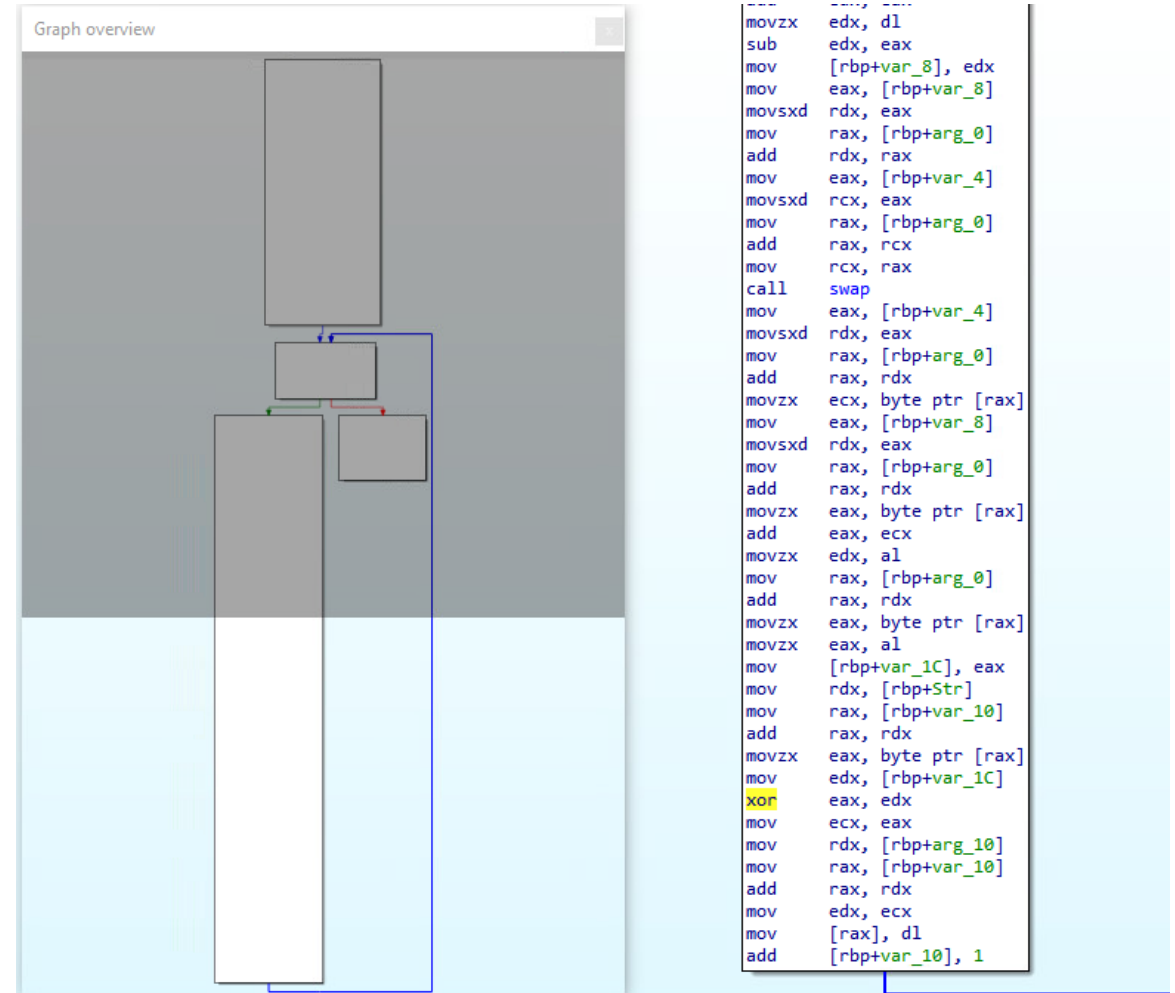 Graph overview
x
movzx edx, dl
sub edx, eax
mov [rbp+var_8], edx
mov eax, [rbp+var_8]
movsxd rdx, eax
mov rax, [rbp+arg_0]
add rdx, rax
mov eax, [rbp+var_4]
movsxd rcx, eax
mov rax, [rbp+arg_0]
add rax, rcx
mov rcx, rax
call swap
mov eax, [rbp+var_4]
movsxd rdx, eax
mov rax, [rbp+arg_0]
add rax, rdx
movzx ecx, byte ptr [rax]
mov eax, [rbp+var_8]
movsxd rdx, eax
mov rax, [rbp+arg_0]
add rax, rdx
movzx eax, byte ptr [rax]
add eax, ecx
movzx edx, al
mov rax, [rbp+arg_0]
add rax, rdx
movzx eax, byte ptr [rax]
movzx eax, al
mov [rbp+var_1C], eax
mov rdx, [rbp+Str]
mov rax, [rbp+var_10]
add rax, rdx
movzx eax, byte ptr [rax]
mov edx, [rbp+var_1C]
xor eax, edx
mov ecx, eax
mov rdx, [rbp+arg_10]
mov rax, [rbp+var_10]
add rax, rdx
mov edx, ecx
mov [rax], dl
add [rbp+var_10], 1